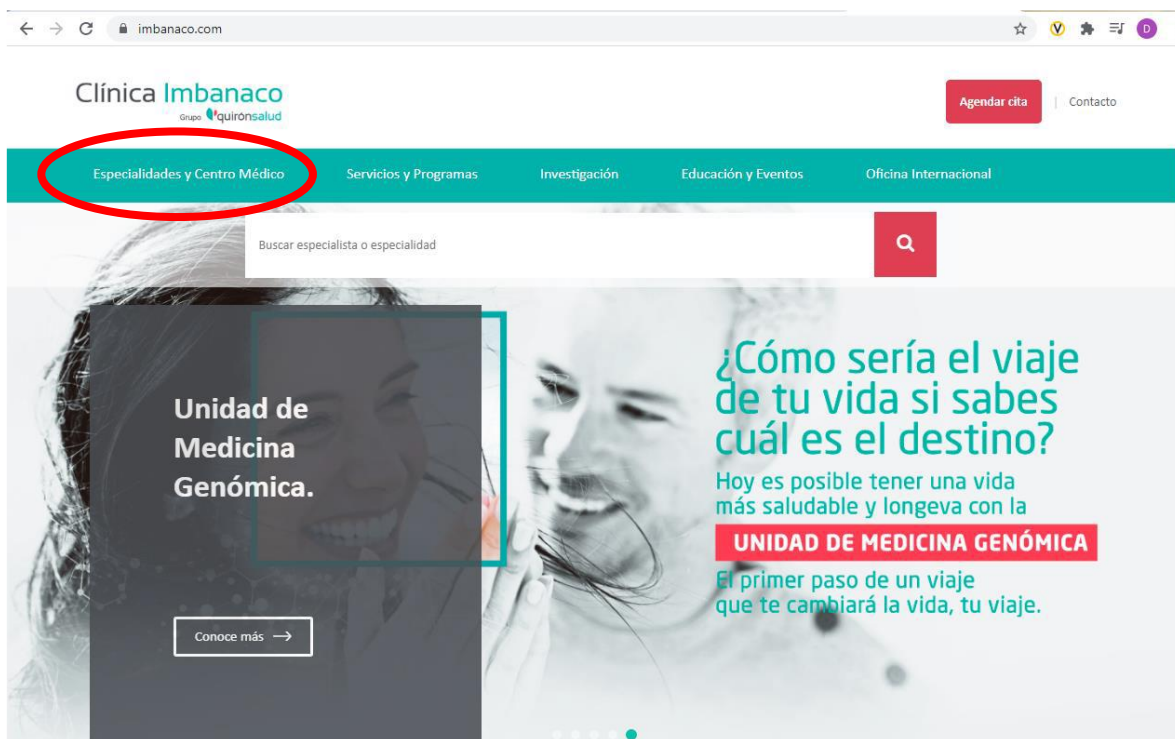 imbanaco.com
D
Clínica Imbanaco
Grupo quirónsalud
Agendar cita | Contacto
Especialidades y Centro Médico Servicios y Programas Investigación Educación y Eventos Oficina Internacional
Buscar especialista o especialidad
Unidad de
Medicina
Genómica.
Conoce más →
¿Cómo sería el viaje
de tu vida si sabes
cuál es el destino?
Hoy es posible tener una vida
más saludable y longeva con la
UNIDAD DE MEDICINA GENÓMICA
El primer paso de un viaje
que te cambiará la vida, tu viaje.